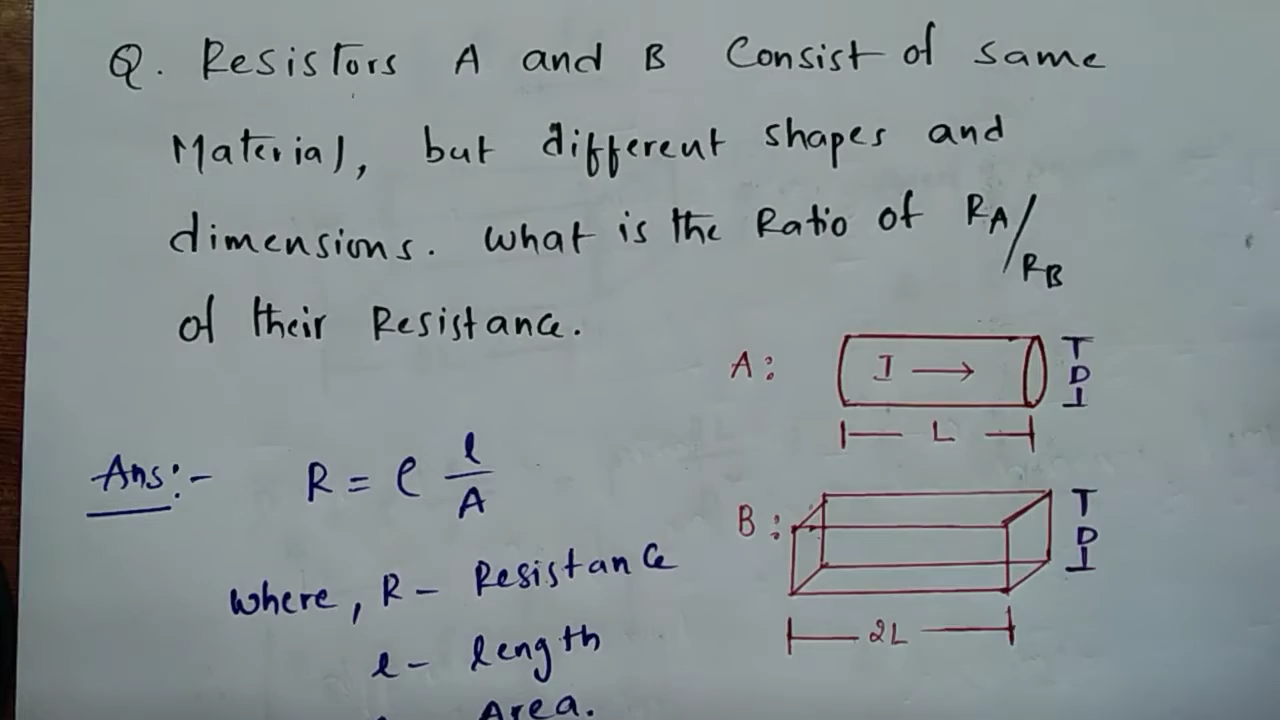 Q. Resistors A and B Consist of same
Material, but different shapes and
dimensions. What is the Ratio of RA/RB
of their Resistance.
A: I → D
L
Ans:- R = ρ l/A
B: D
where, R - Resistance
2L
l - length
Area.